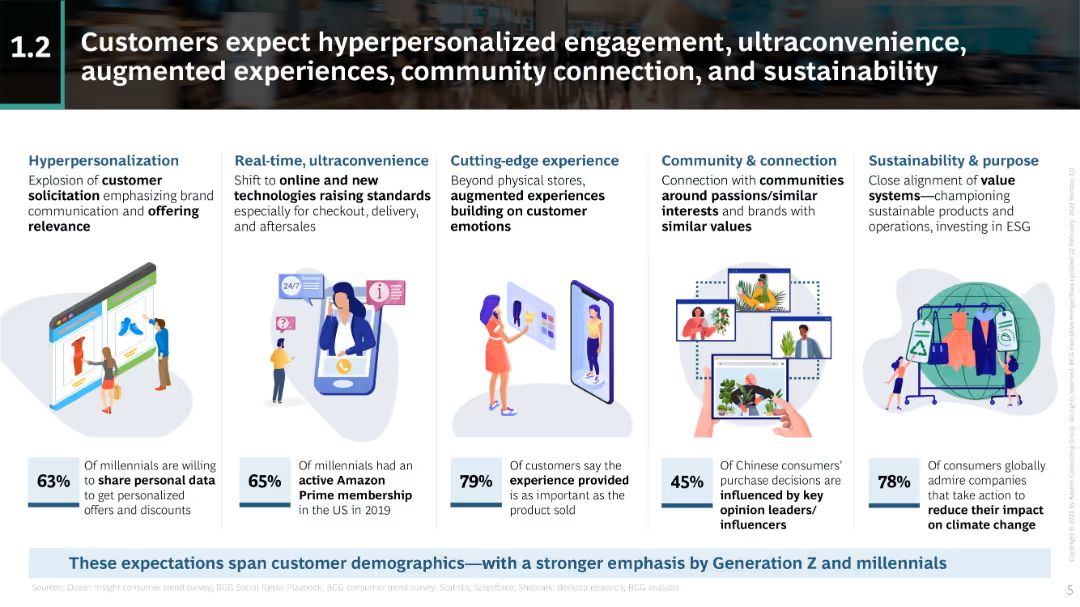 1.2
Customers expect hyperpersonalized engagement, ultraconvenience,
augmented experiences, community connection, and sustainability
Hyperpersonalization
Explosion of customer
solicitation emphasizing brand
communication and offering
relevance
Real-time, ultraconvenience
Shift to online and new
technologies raising standards
especially for checkout, delivery,
and aftersales
Cutting-edge experience
Beyond physical stores,
augmented experiences
building on customer
emotions
Community & connection
Connection with communities
around passions/similar
interests and brands with
similar values
Sustainability & purpose
Close alignment of value
systems—championing
sustainable products and
operations, investing in ESG
24/7
i
?
63%
Of millennials are willing
to share personal data
to get personalized
offers and discounts
65%
Of millennials had an
active Amazon
Prime membership
in the US in 2019
79%
Of customers say the
experience provided
is as important as the
product sold
45%
Of Chinese consumers'
purchase decisions are
influenced by key
opinion leaders/
influencers
78%
Of consumers globally
admire companies
that take action to
reduce their impact
on climate change
These expectations span customer demographics—with a stronger emphasis by Generation Z and millennials
Sources: Ocean Insight consumer trend survey; BCG Social Retail Playbook; BCG consumer trend survey; Statista; Salesforce; Shoptalk; desktop research; BCG analysis
5
Copyright © 2022 by Boston Consulting Group. All rights reserved. BCG Executive Perspectives updated 22 February 2022